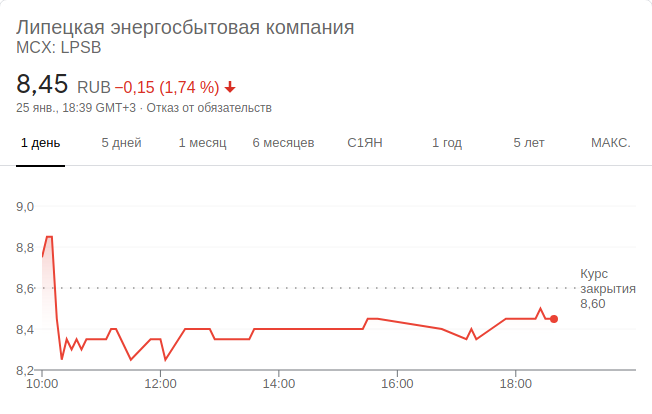 Липецкая энергосбытовая компания
MCX: LPSB
8,45 RUB −0,15 (1,74 %)
25 янв., 18:39 GMT+3 · Отказ от обязательств
1 день 5 дней 1 месяц 6 месяцев С1ЯН 1 год 5 лет МАКС.
9,0
8,8
Курс
закрытия
8,60
8,6
8,4
8,2
10:00 12:00 14:00 16:00 18:00